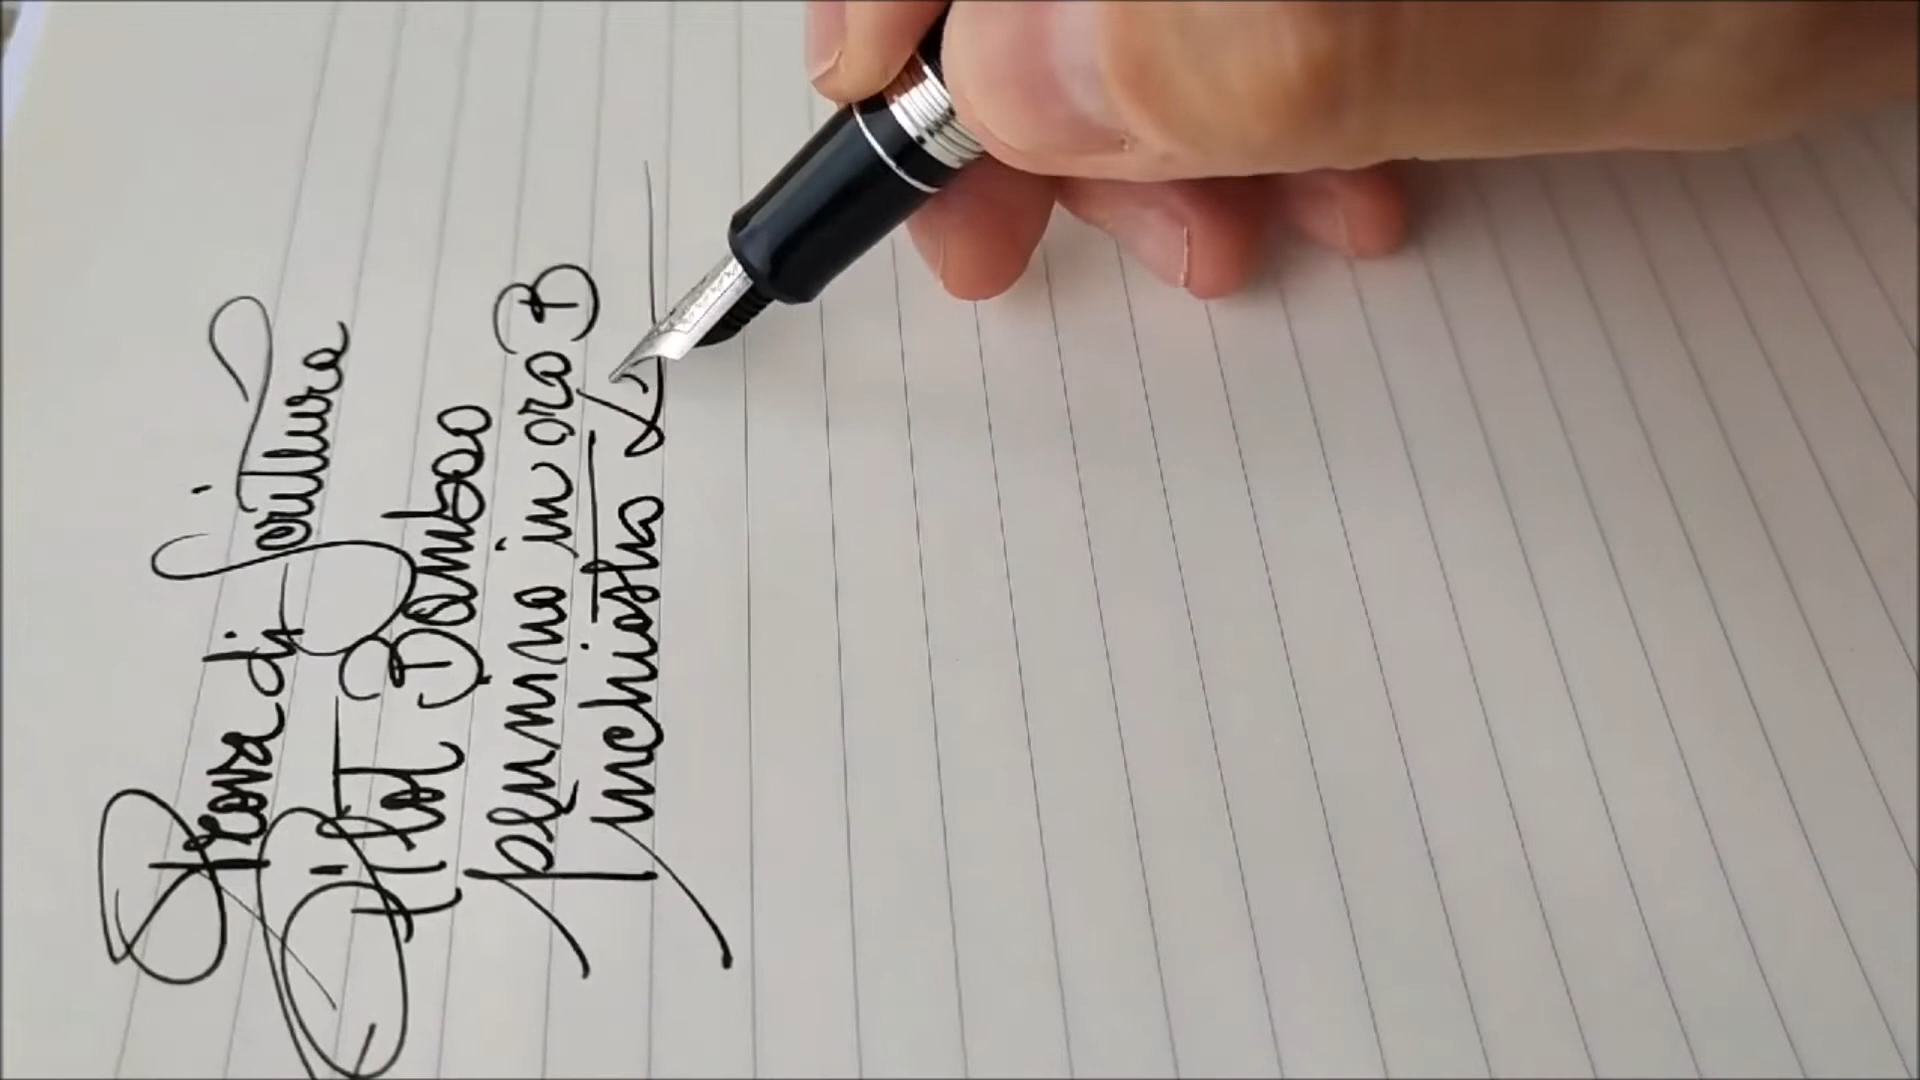 Prova di Scrittura
Pilot Bamboo
pennino in oro B
inchiostro